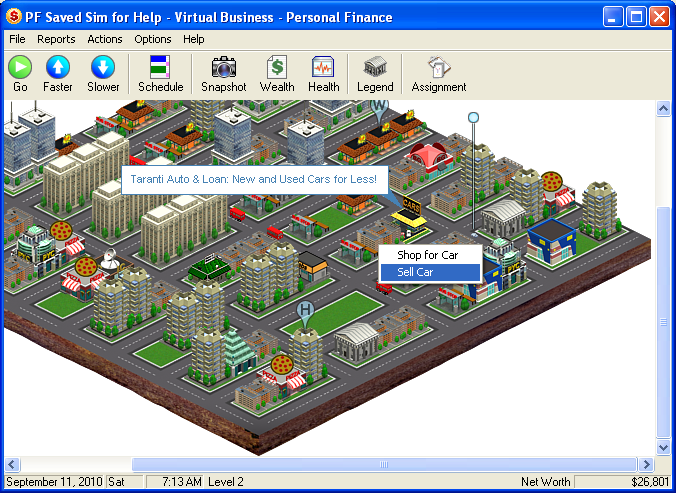 PF Saved Sim for Help - Virtual Business - Personal Finance
File Reports Actions Options Help
Go Faster Slower Schedule Snapshot Wealth Health Legend Assignment
W
Taranti Auto & Loan: New and Used Cars for Less!
CARS
Shop for Car
Sell Car
H
PIZZA
September 11, 2010 Sat 7:13 AM Level 2 Net Worth $26,801